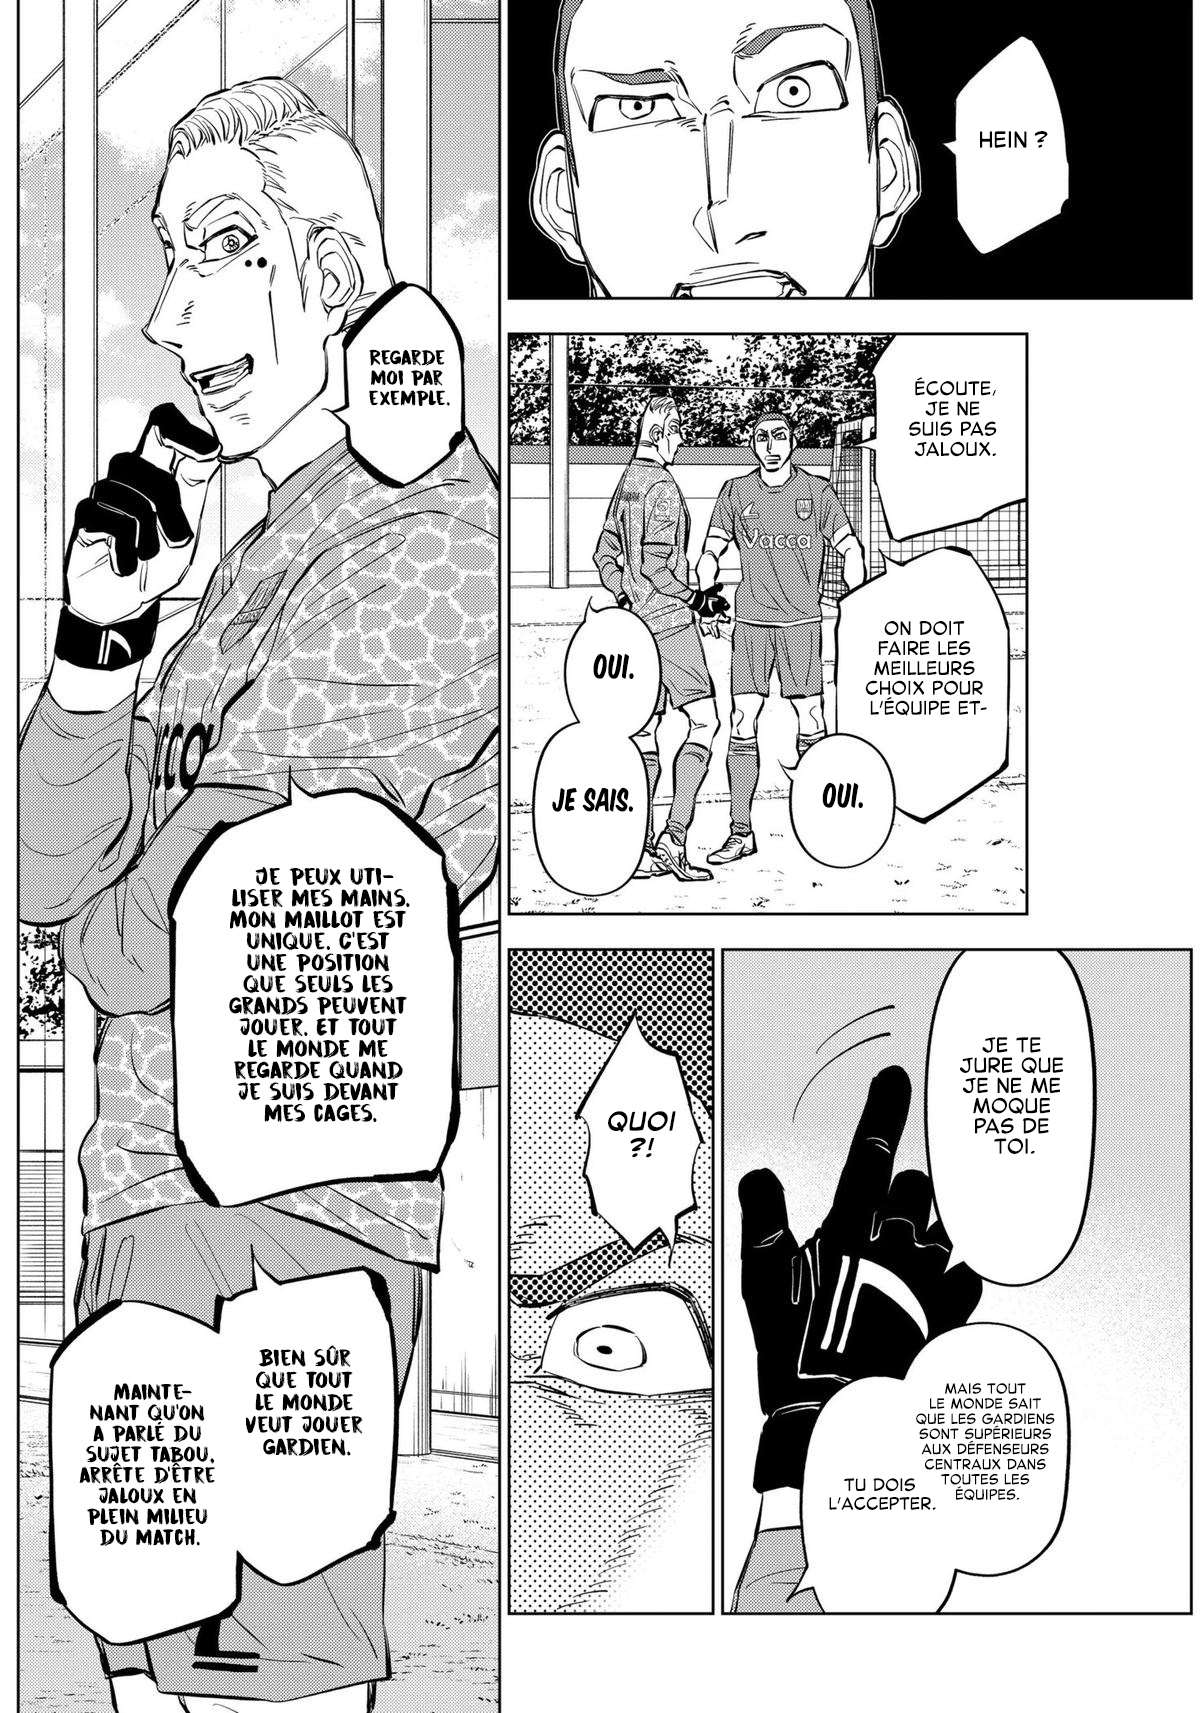 HEIN ?
ÉCOUTE,
JE NE
SUIS PAS
JALOUX.
Vacca
ON DOIT
FAIRE LES
MEILLEURS
CHOIX POUR
L'ÉQUIPE ET-
OUI.
OUI.
JE SAIS.
JE TE
JURE QUE
JE NE ME
MOQUE
PAS DE
TOI.
MAIS TOUT
LE MONDE SAIT
QUE LES GARDIENS
SONT SUPÉRIEURS
AUX DÉFENSEURS
CENTRAUX DANS
TOUTES LES
ÉQUIPES.
TU DOIS
L'ACCEPTER.
QUOI
?!
REGARDE
MOI PAR
EXEMPLE.
JE PEUX UTI-
LISER MES MAINS.
MON MAILLOT EST
UNIQUE. C'EST
UNE POSITION
QUE SEULS LES
GRANDS PEUVENT
JOUER. ET TOUT
LE MONDE ME
REGARDE QUAND
JE SUIS DEVANT
MES CAGES.
BIEN SÛR
QUE TOUT
LE MONDE
VEUT JOUER
GARDIEN.
MAINTE-
NANT QU'ON
A PARLÉ DU
SUJET TABOU,
ARRÊTE D'ÊTRE
JALOUX EN
PLEIN MILIEU
DU MATCH.